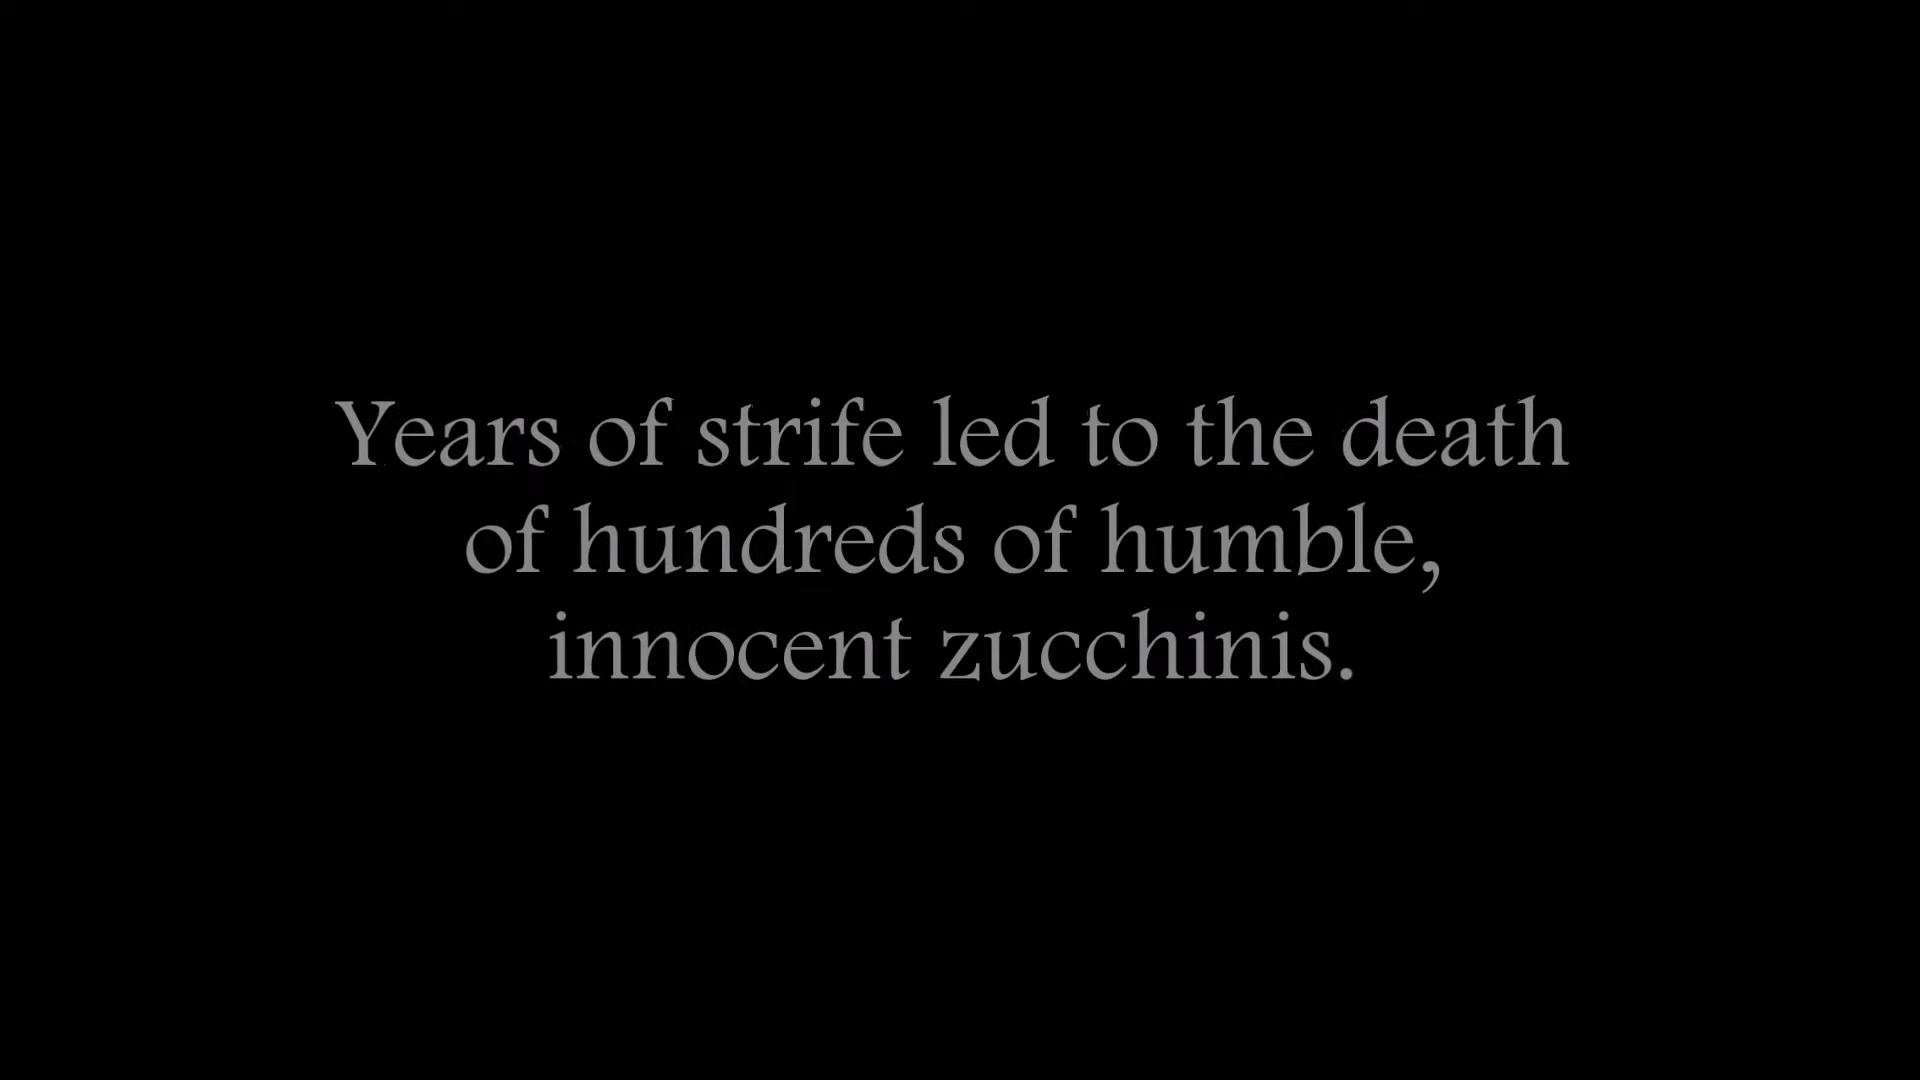 Years of strife led to the death
of hundreds of humble,
innocent zucchinis.